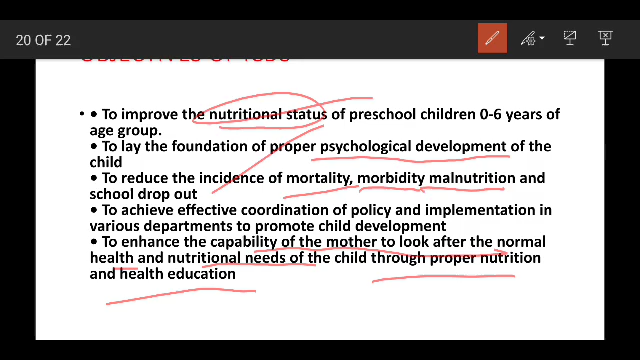 20 OF 22
OBJECTIVES OF ICDS
• • To improve the nutritional status of preschool children 0-6 years of
age group.
• To lay the foundation of proper psychological development of the
child
• To reduce the incidence of mortality, morbidity malnutrition and
school drop out
• To achieve effective coordination of policy and implementation in
various departments to promote child development
• To enhance the capability of the mother to look after the normal
health and nutritional needs of the child through proper nutrition
and health education